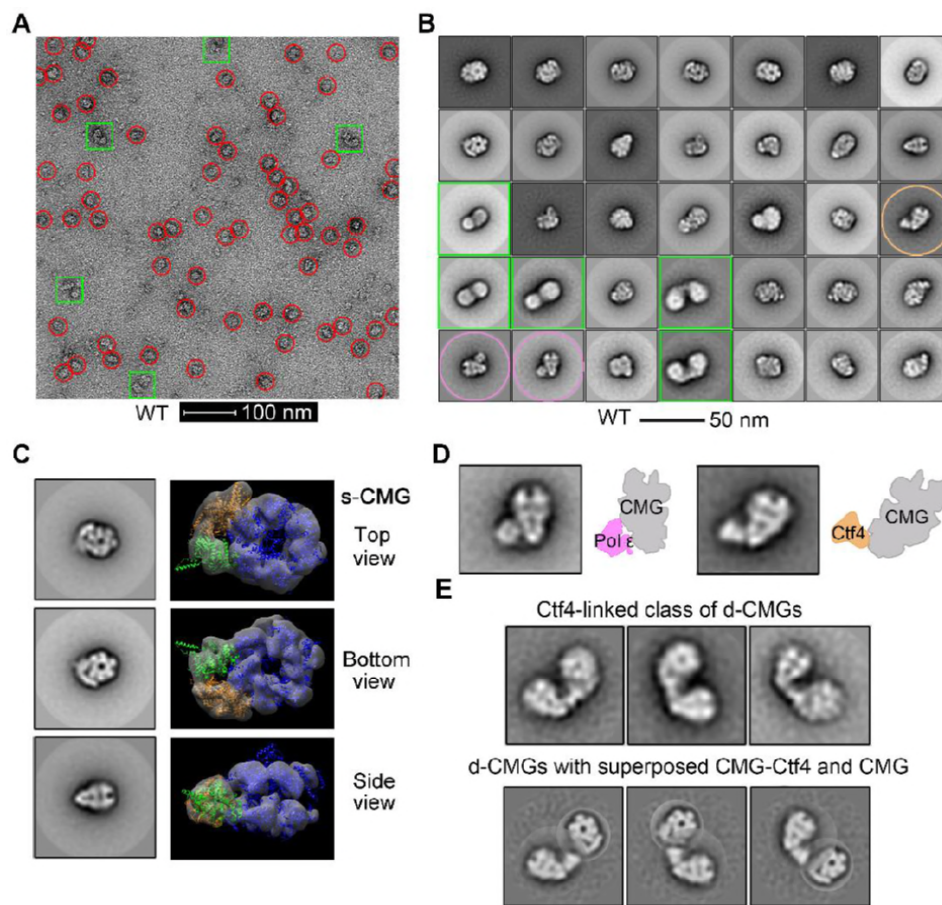 A
WT 100 nm
B
WT 50 nm
C
s-CMG
Top
view
Bottom
view
Side
view
D
CMG
Pol ε
Ctf4
CMG
E
Ctf4-linked class of d-CMGs
d-CMGs with superposed CMG-Ctf4 and CMG